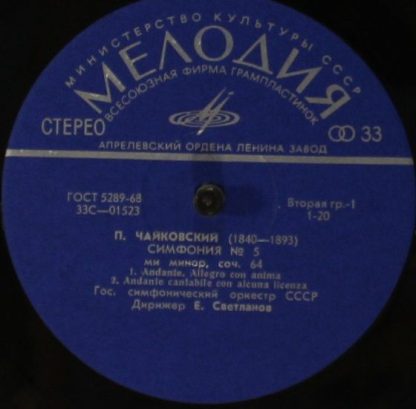 МИНИСТЕРСТВО КУЛЬТУРЫ СССР
МЕЛОДИЯ
ВСЕСОЮЗНАЯ ФИРМА ГРАМПЛАСТИНОК
СТЕРЕО
33
АПРЕЛЕВСКИЙ ОРДЕНА ЛЕНИНА ЗАВОД
ГОСТ 5289-68
33С—01523
Вторая гр.-1
1-20
П. ЧАЙКОВСКИЙ (1840—1893)
СИМФОНИЯ № 5
ми минор, соч. 64
1. Andante. Allegro con anima
2. Andante cantabile con alcuna licenza
Гос. симфонический оркестр СССР
Дирижер Е. Светланов